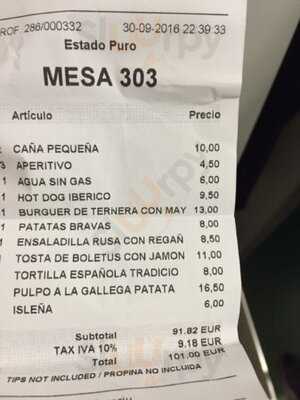 PROF :286/000332 30-09-2016 22:39:33
Estado Puro
MESA 303
Artículo Precio
CAÑA PEQUEÑA 10,00
3 APERITIVO 4,50
1 AGUA SIN GAS 6,00
1 HOT DOG IBERICO 9,50
1 BURGUER DE TERNERA CON MAY 13,00
1 PATATAS BRAVAS 8,00
1 ENSALADILLA RUSA CON REGAÑ 8,50
1 TOSTA DE BOLETUS CON JAMON 11,00
TORTILLA ESPAÑOLA TRADICIO 8,00
PULPO A LA GALLEGA PATATA 16,50
ISLEÑA 6,00
Subtotal 91.82 EUR
TAX IVA 10% 9.18 EUR
Total 101.00 EUR
TIPS NOT INCLUDED / PROPINA NO INCLUIDA